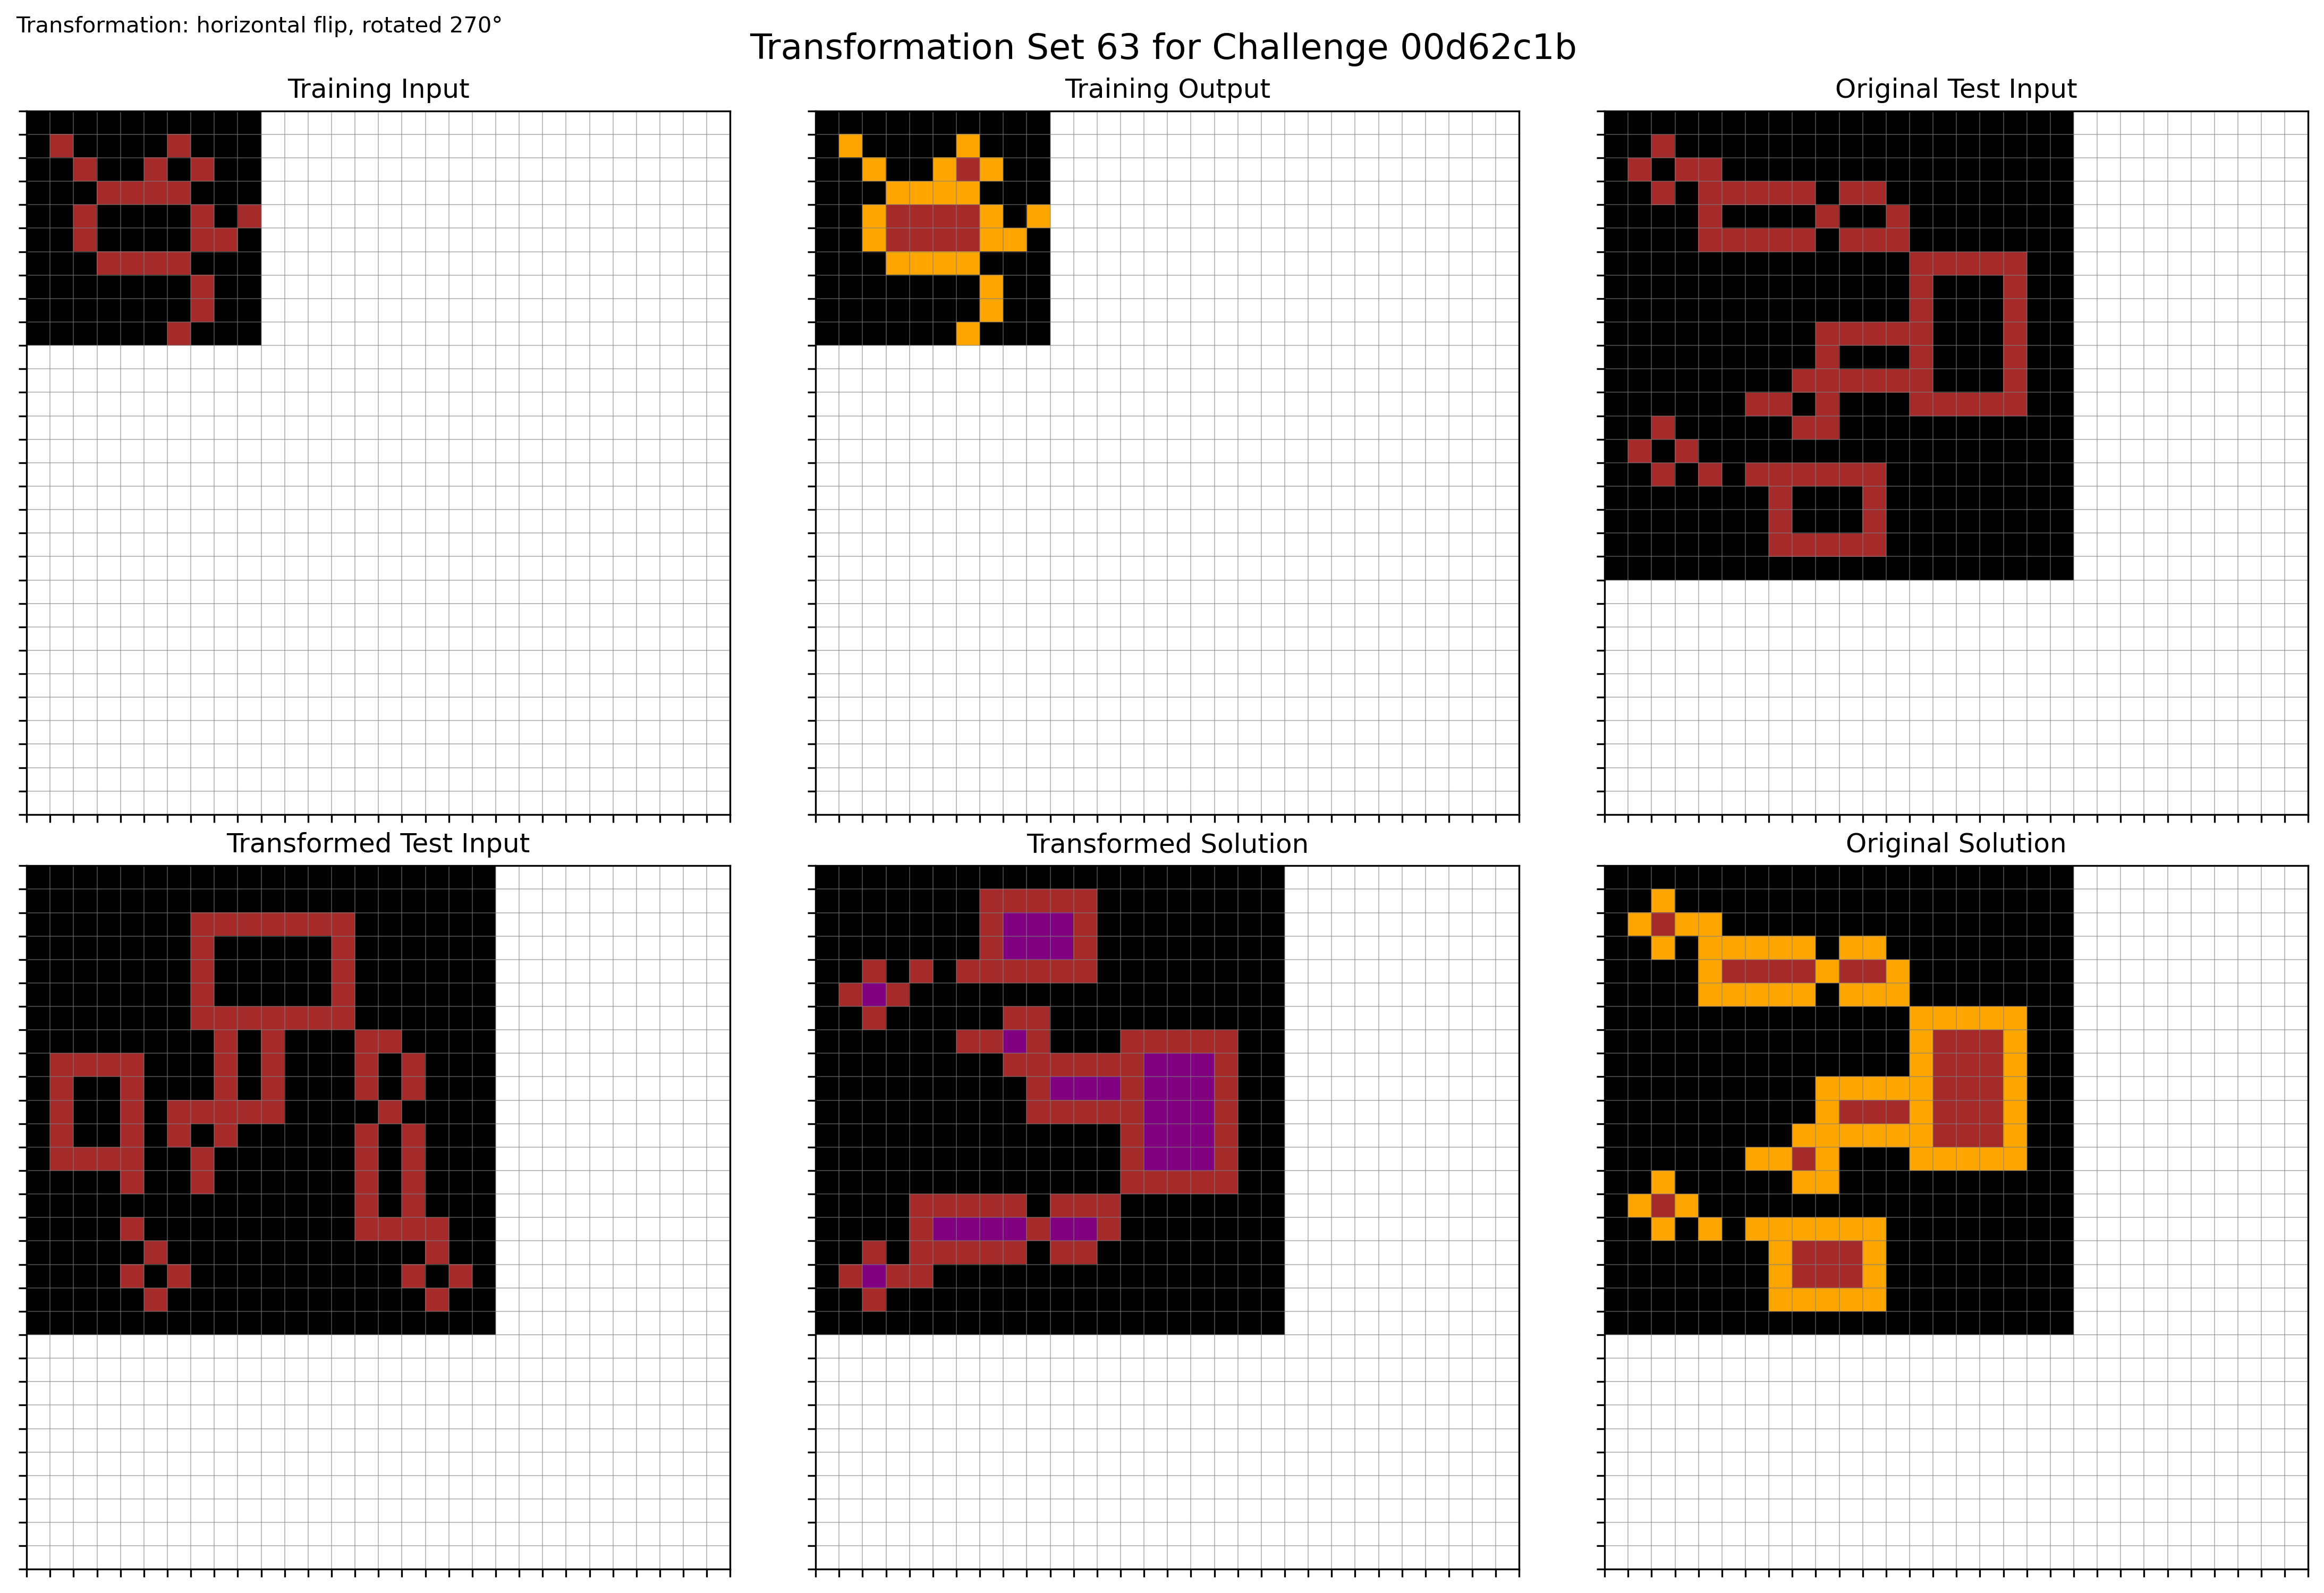 Transformation: horizontal flip, rotated 270°
Transformation Set 63 for Challenge 00d62c1b
Training Input
Training Output
Original Test Input
Transformed Test Input
Transformed Solution
Original Solution